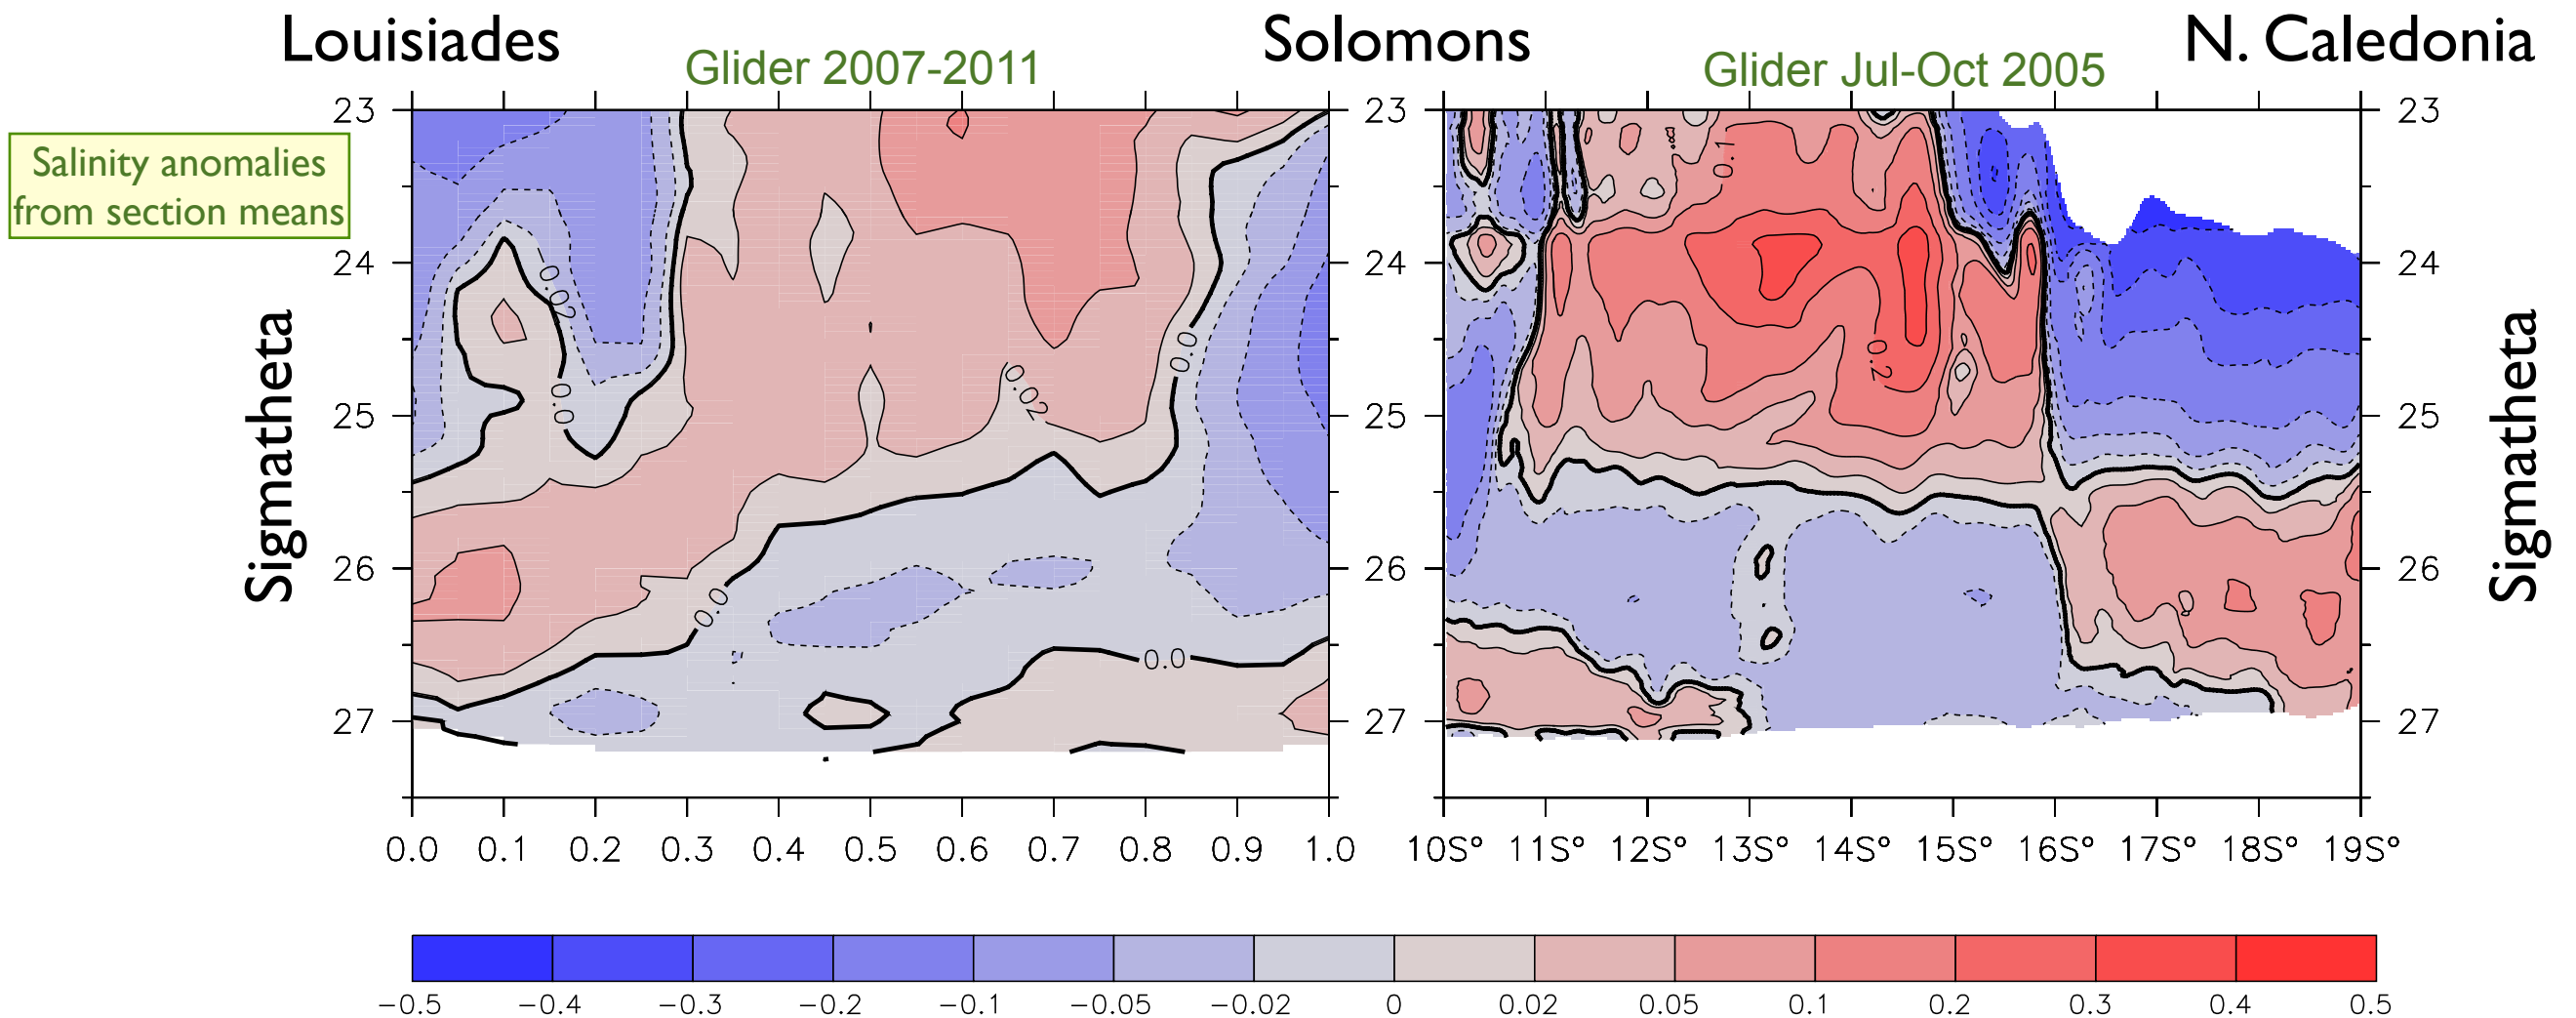 Louisiades
Solomons
N. Caledonia
Glider 2007-2011
Glider Jul-Oct 2005
Salinity anomalies
from section means
Sigmatheta
23
24
25
26
27
0.02
0.0
0.0
0.02
0.0
0.0
0.0 0.1 0.2 0.3 0.4 0.5 0.6 0.7 0.8 0.9 1.0
23
24
25
26
27
0.1
0.2
10S° 11S° 12S° 13S° 14S° 15S° 16S° 17S° 18S° 19S°
23
24
25
26
27
Sigmatheta
−0.5 −0.4 −0.3 −0.2 −0.1 −0.05 −0.02 0 0.02 0.05 0.1 0.2 0.3 0.4 0.5